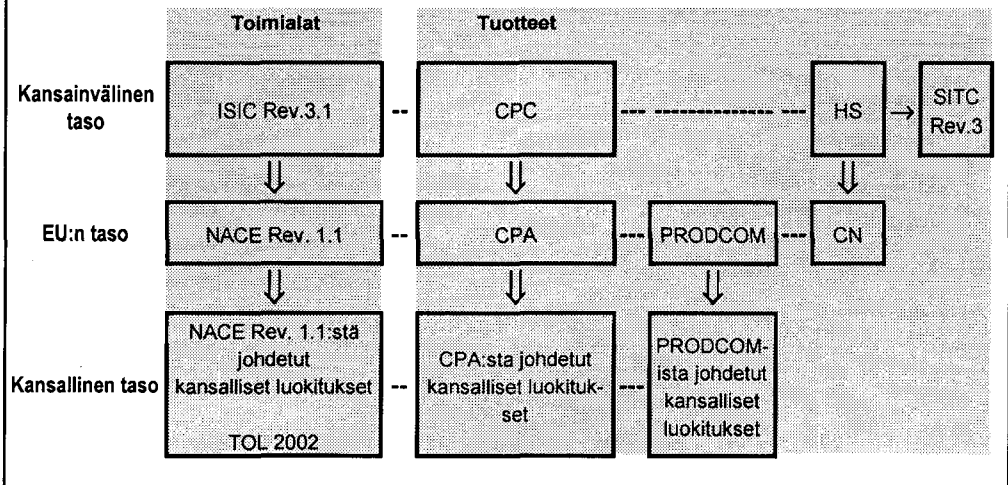 Toimialat
Tuotteet
Kansainvälinen
taso
ISIC Rev.3.1
CPC
HS
SITC
Rev.3
EU:n taso
NACE Rev. 1.1
CPA
PRODCOM
CN
Kansallinen taso
NACE Rev. 1.1:stä
johdetut
kansalliset luokitukset
TOL 2002
CPA:sta johdetut
kansalliset luokituk-
set
PRODCOM-
ista johdetut
kansalliset
luokitukset